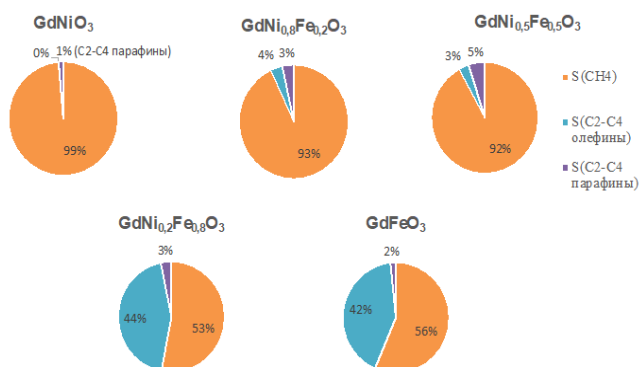 GdNiO₃
0%
1% (C2-C4 парафины)
99%
GdNi₀,₈Fe₀,₂O₃
4%
3%
93%
GdNi₀,₅Fe₀,₅O₃
3%
5%
92%
S(CH4)
S(C2-C4
олефины)
S(C2-C4
парафины)
GdNi₀,₂Fe₀,₈O₃
3%
44%
53%
GdFeO₃
2%
42%
56%